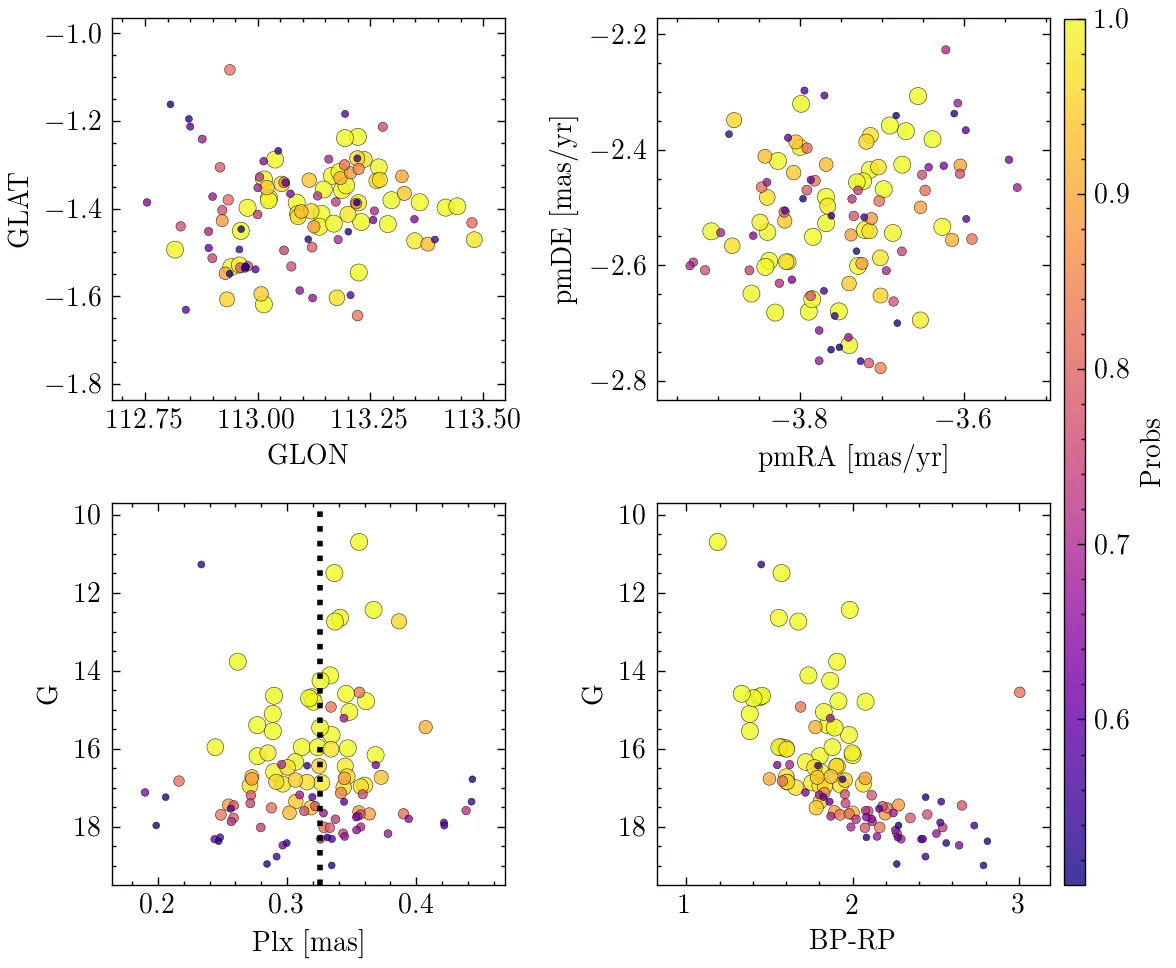 −1.0
−1.2
−1.4
−1.6
−1.8
GLAT
112.75 113.00 113.25 113.50
GLON
−2.2
−2.4
−2.6
−2.8
pmDE [mas/yr]
−3.8 −3.6
pmRA [mas/yr]
10
12
14
16
18
G
0.2 0.3 0.4
Plx [mas]
10
12
14
16
18
G
1 2 3
BP-RP
1.0
0.9
0.8
0.7
0.6
Probs